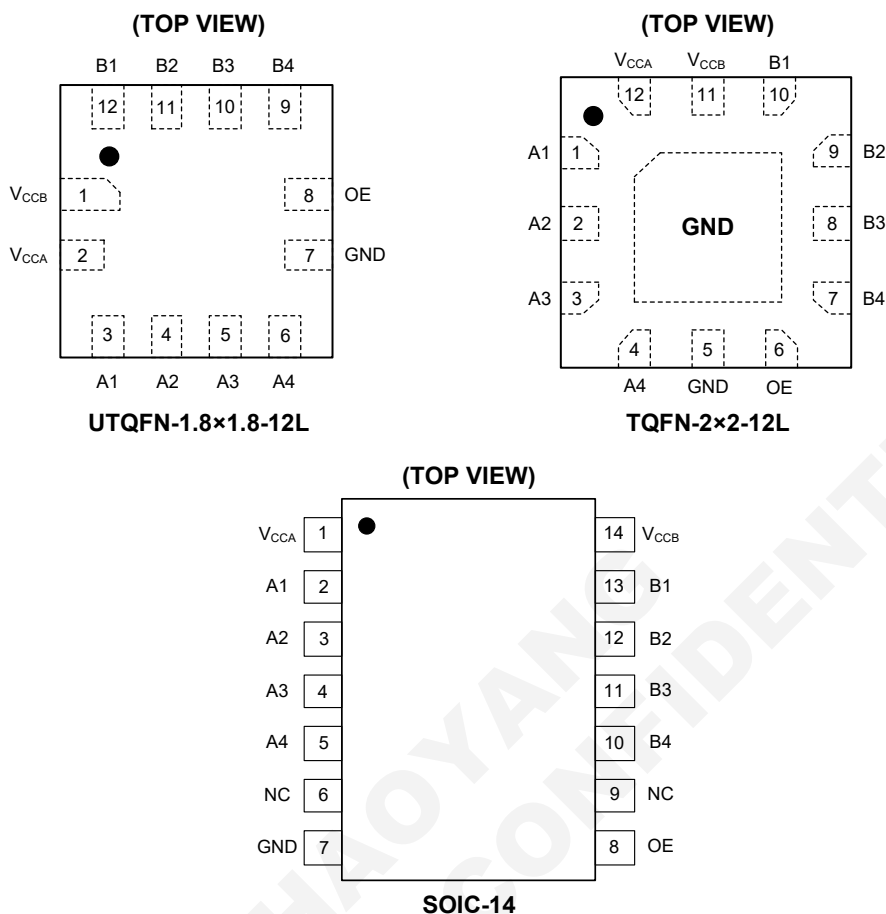 (TOP VIEW)
B1 B2 B3 B4
12 11 10 9
VCCB 1 8 OE
VCCA 2 7 GND
3 4 5 6
A1 A2 A3 A4
UTQFN-1.8×1.8-12L
(TOP VIEW)
VCCA VCCB B1
12 11 10
A1 1 9 B2
A2 2 GND 8 B3
A3 3 7 B4
4 5 6
A4 GND OE
TQFN-2×2-12L
(TOP VIEW)
VCCA 1 14 VCCB
A1 2 13 B1
A2 3 12 B2
A3 4 11 B3
A4 5 10 B4
NC 6 9 NC
GND 7 8 OE
SOIC-14